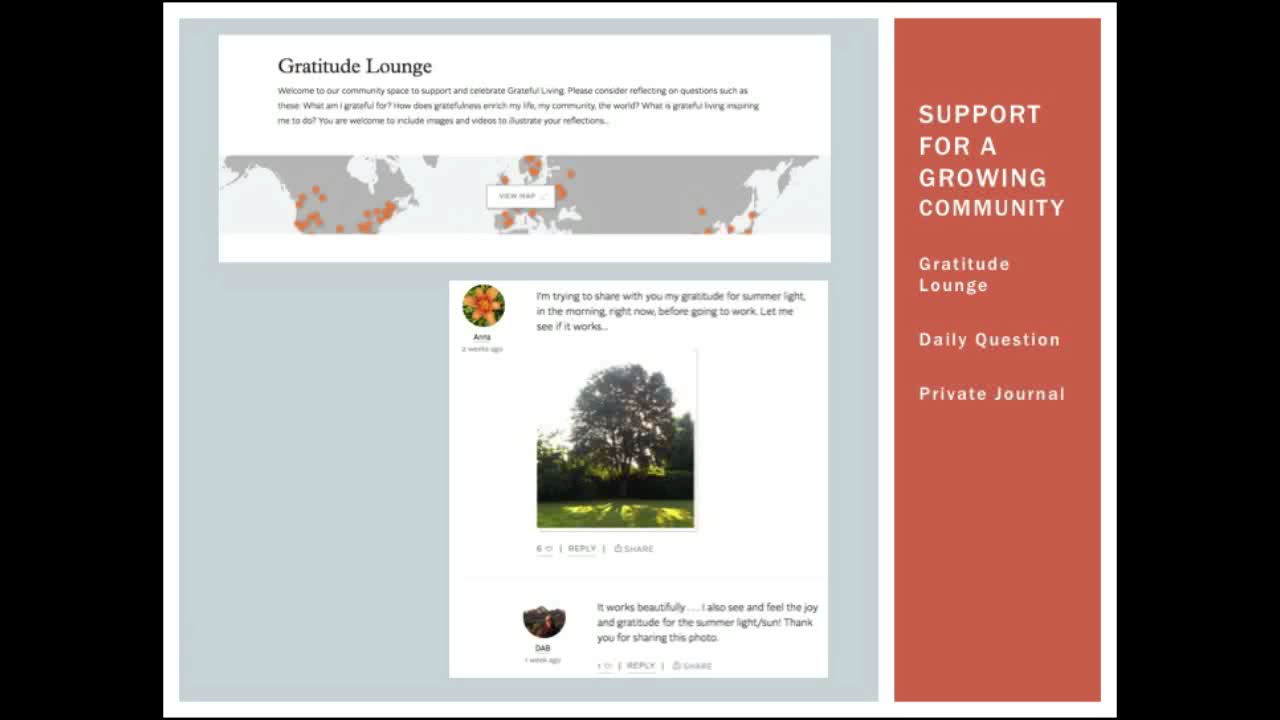 Gratitude Lounge
Welcome to our community space to support and celebrate Grateful Living. Please consider reflecting on questions such as
these: What am I grateful for? How does gratefulness enrich my life, my community, the world? What is grateful living inspiring
me to do? You are welcome to include images and videos to illustrate your reflections...
VIEW MAP
Anna
2 weeks ago
I'm trying to share with you my gratitude for summer light,
in the morning, right now, before going to work. Let me
see if it works...
6 | REPLY | SHARE
DAB
1 week ago
It works beautifully . . . I also see and feel the joy
and gratitude for the summer light/sun! Thank
you for sharing this photo.
1 | REPLY | SHARE
SUPPORT
FOR A
GROWING
COMMUNITY
Gratitude
Lounge
Daily Question
Private Journal